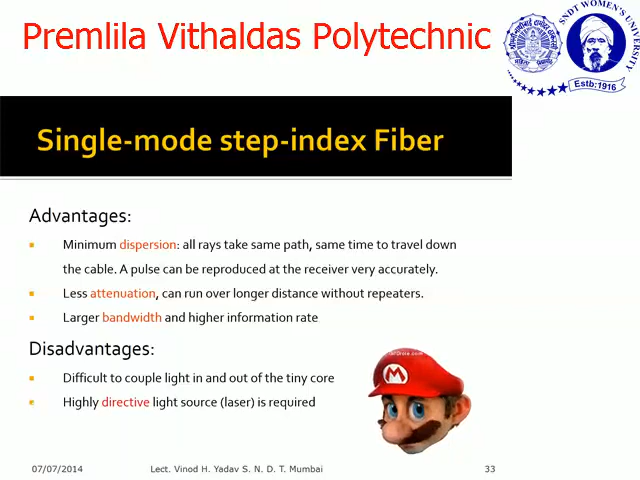 Premlila Vithaldas Polytechnic
SNDT WOMEN'S UNIVERSITY
Estb:1916
Single-mode step-index Fiber
Advantages:
Minimum dispersion: all rays take same path, same time to travel down
the cable. A pulse can be reproduced at the receiver very accurately.
Less attenuation, can run over longer distance without repeaters.
Larger bandwidth and higher information rate
Disadvantages:
Difficult to couple light in and out of the tiny core
Highly directive light source (laser) is required
M
07/07/2014 Lect. Vinod H. Yadav S. N. D. T. Mumbai 33